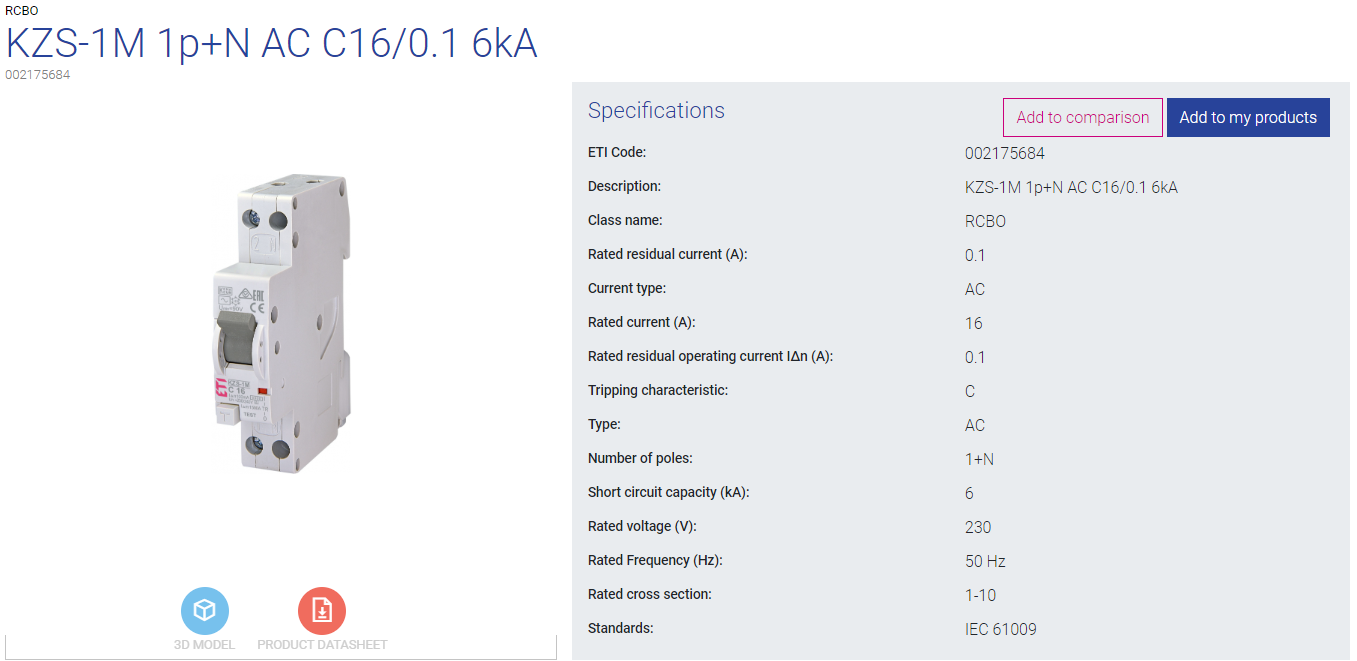 RCBO
KZS-1M 1p+N AC C16/0.1 6kA
002175684
Specifications
Add to comparison
Add to my products
ETI Code: 002175684
Description: KZS-1M 1p+N AC C16/0.1 6kA
Class name: RCBO
Rated residual current (A): 0.1
Current type: AC
Rated current (A): 16
Rated residual operating current IΔn (A): 0.1
Tripping characteristic: C
Type: AC
Number of poles: 1+N
Short circuit capacity (kA): 6
Rated voltage (V): 230
Rated Frequency (Hz): 50 Hz
Rated cross section: 1-10
Standards: IEC 61009
2 N
EAC
CE
ETI
KZS-1M
C 16
TEST
T
3D MODEL
PRODUCT DATASHEET